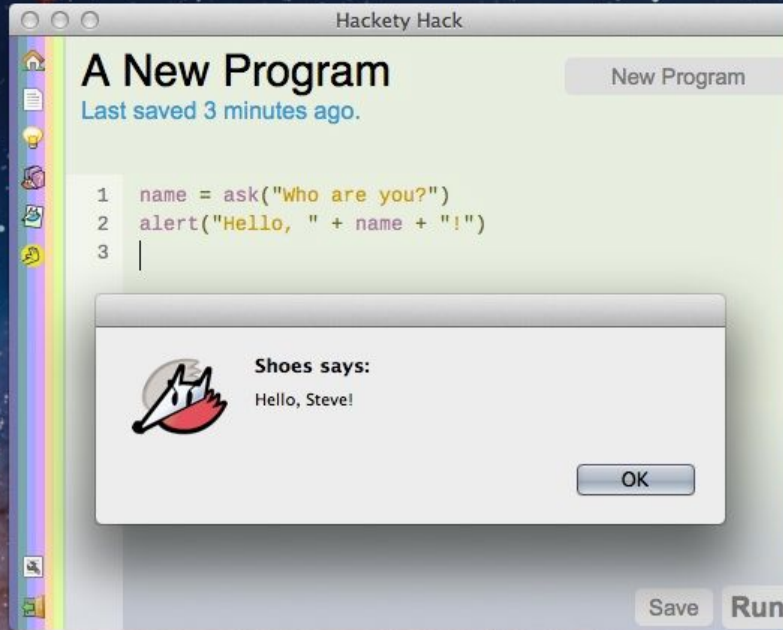 Hackety Hack
A New Program
New Program
Last saved 3 minutes ago.
1 name = ask("Who are you?")
2 alert("Hello, " + name + "!")
3
Shoes says:
Hello, Steve!
OK
Save
Run